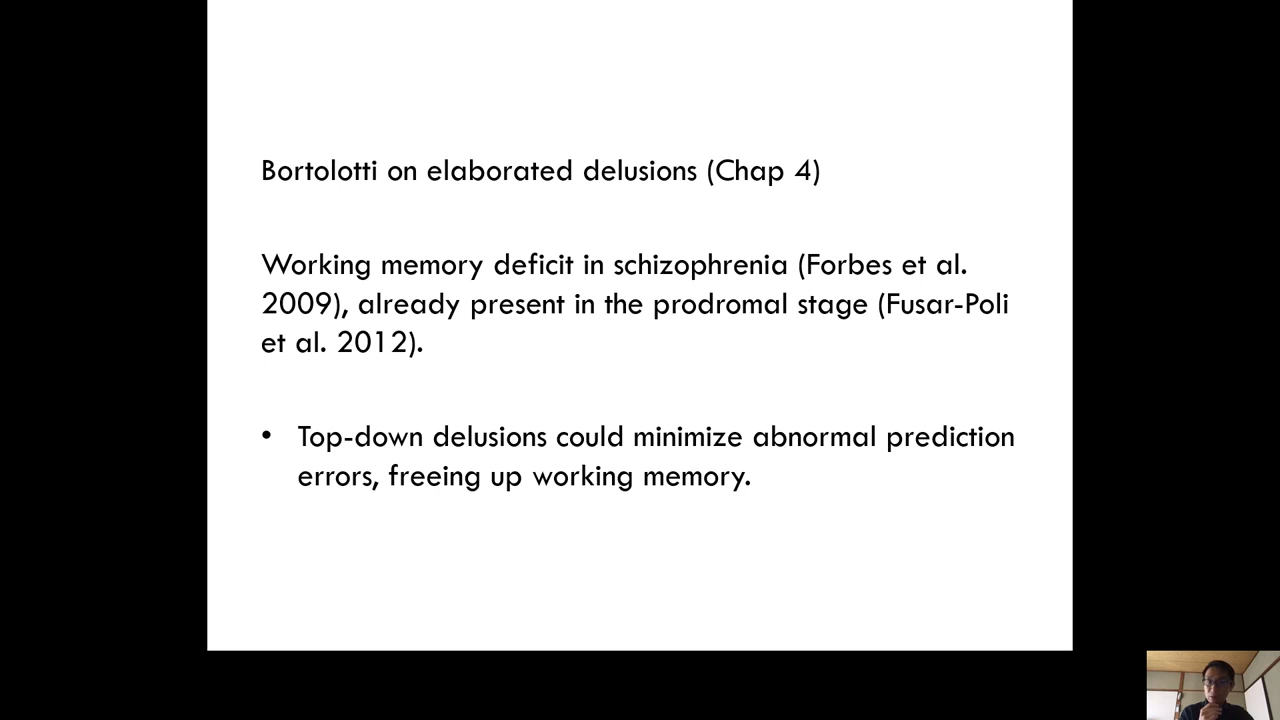 Bortolotti on elaborated delusions (Chap 4)
Working memory deficit in schizophrenia (Forbes et al.
2009), already present in the prodromal stage (Fusar-Poli
et al. 2012).
• Top-down delusions could minimize abnormal prediction
errors, freeing up working memory.